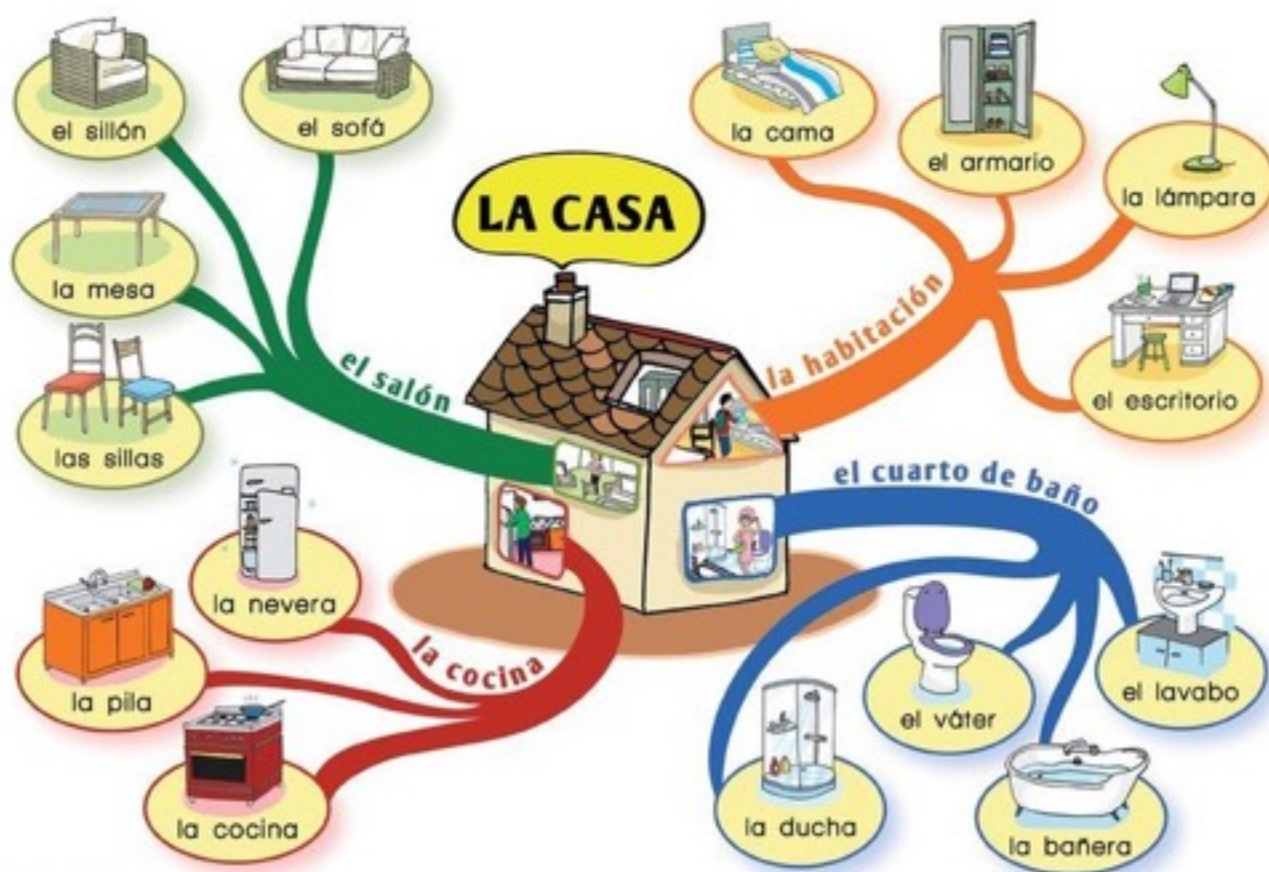 LA CASA
el salón
el sillón
el sofá
la mesa
las sillas
la habitación
la cama
el armario
la lámpara
el escritorio
la cocina
la nevera
la pila
la cocina
el cuarto de baño
la ducha
el váter
la bañera
el lavabo